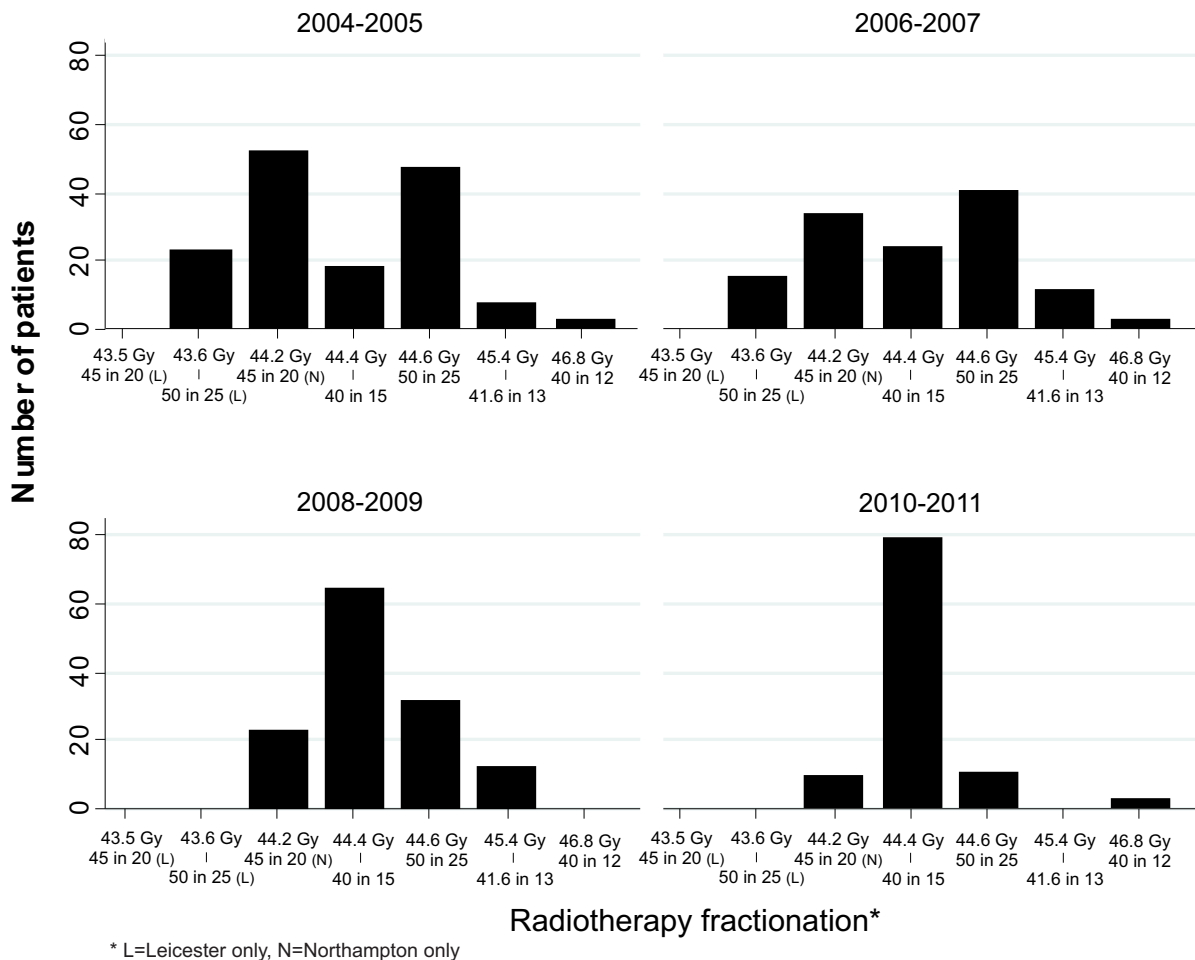 2004-2005
80
60
40
20
0
43.5 Gy 43.6 Gy 44.2 Gy 44.4 Gy 44.6 Gy 45.4 Gy 46.8 Gy
45 in 20 (L) 45 in 20 (N) 50 in 25 40 in 12
50 in 25 (L) 40 in 15 41.6 in 13
2006-2007
43.5 Gy 43.6 Gy 44.2 Gy 44.4 Gy 44.6 Gy 45.4 Gy 46.8 Gy
45 in 20 (L) 45 in 20 (N) 50 in 25 40 in 12
50 in 25 (L) 40 in 15 41.6 in 13
Number of patients
2008-2009
80
60
40
20
0
43.5 Gy 43.6 Gy 44.2 Gy 44.4 Gy 44.6 Gy 45.4 Gy 46.8 Gy
45 in 20 (L) 45 in 20 (N) 50 in 25 40 in 12
50 in 25 (L) 40 in 15 41.6 in 13
2010-2011
43.5 Gy 43.6 Gy 44.2 Gy 44.4 Gy 44.6 Gy 45.4 Gy 46.8 Gy
45 in 20 (L) 45 in 20 (N) 50 in 25 40 in 12
50 in 25 (L) 40 in 15 41.6 in 13
Radiotherapy fractionation*
* L=Leicester only, N=Northampton only